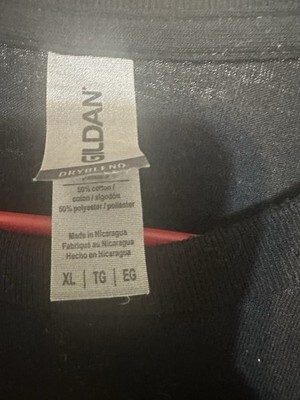 GILDAN®
DRYBLEND
50% cotton /
coton / algodón
50% polyester / poliéster
Made in Nicaragua
Fabriqué au Nicaragua
Hecho en Nicaragua
XL | TG | EG